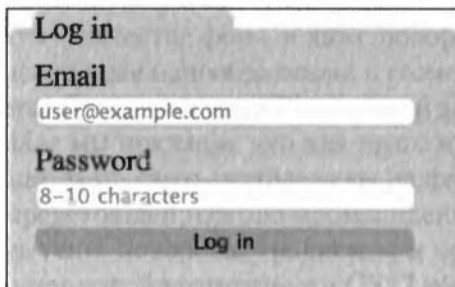 Log in
Email
user@example.com
Password
8–10 characters
Log in